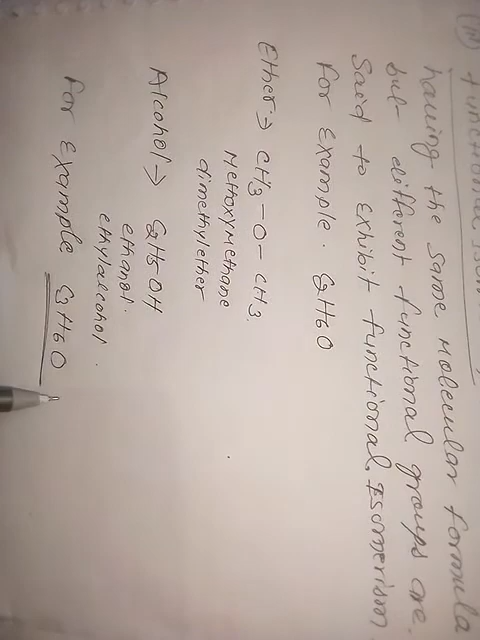 (iv) functional
having the same molecular formula
but different functional groups are.
Said to exhibit functional isomerism
for example. C2H6O
Ether → CH3-O-CH3.
Methoxymethane
dimethylether
Alcohol → C2H5OH
ethanol.
ethylalcohol.
for Example C2H6O